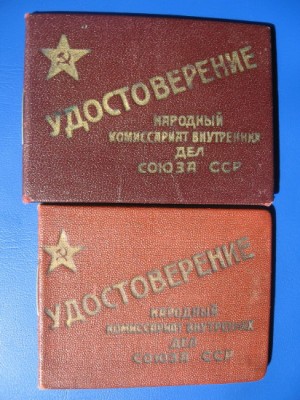 УДОСТОВЕРЕНИЕ
НАРОДНЫЙ
КОМИССАРИАТ ВНУТРЕННИХ
ДЕЛ
СОЮЗА ССР
УДОСТОВЕРЕНИЕ
НАРОДНЫЙ
КОМИССАРИАТ ВНУТРЕННИХ
ДЕЛ
СОЮЗА ССР